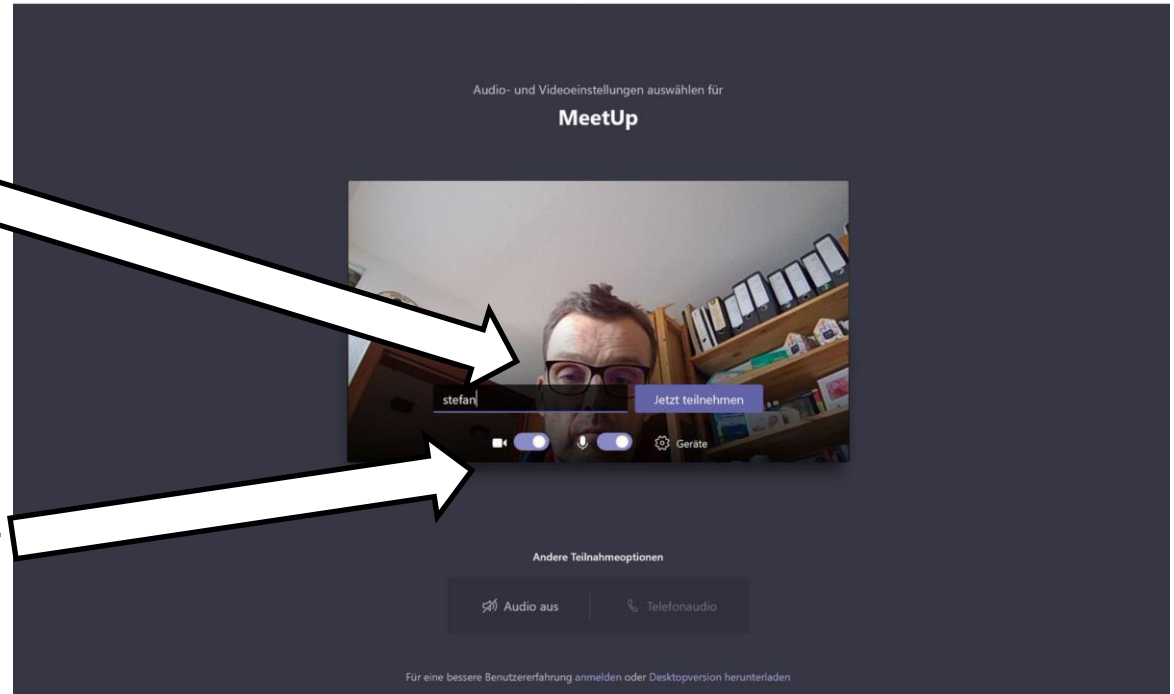 Audio- und Videoeinstellungen auswählen für
MeetUp
stefan
Jetzt teilnehmen
Geräte
Andere Teilnahmeoptionen
Audio aus
Telefonaudio
Für eine bessere Benutzererfahrung anmelden oder Desktopversion herunterladen